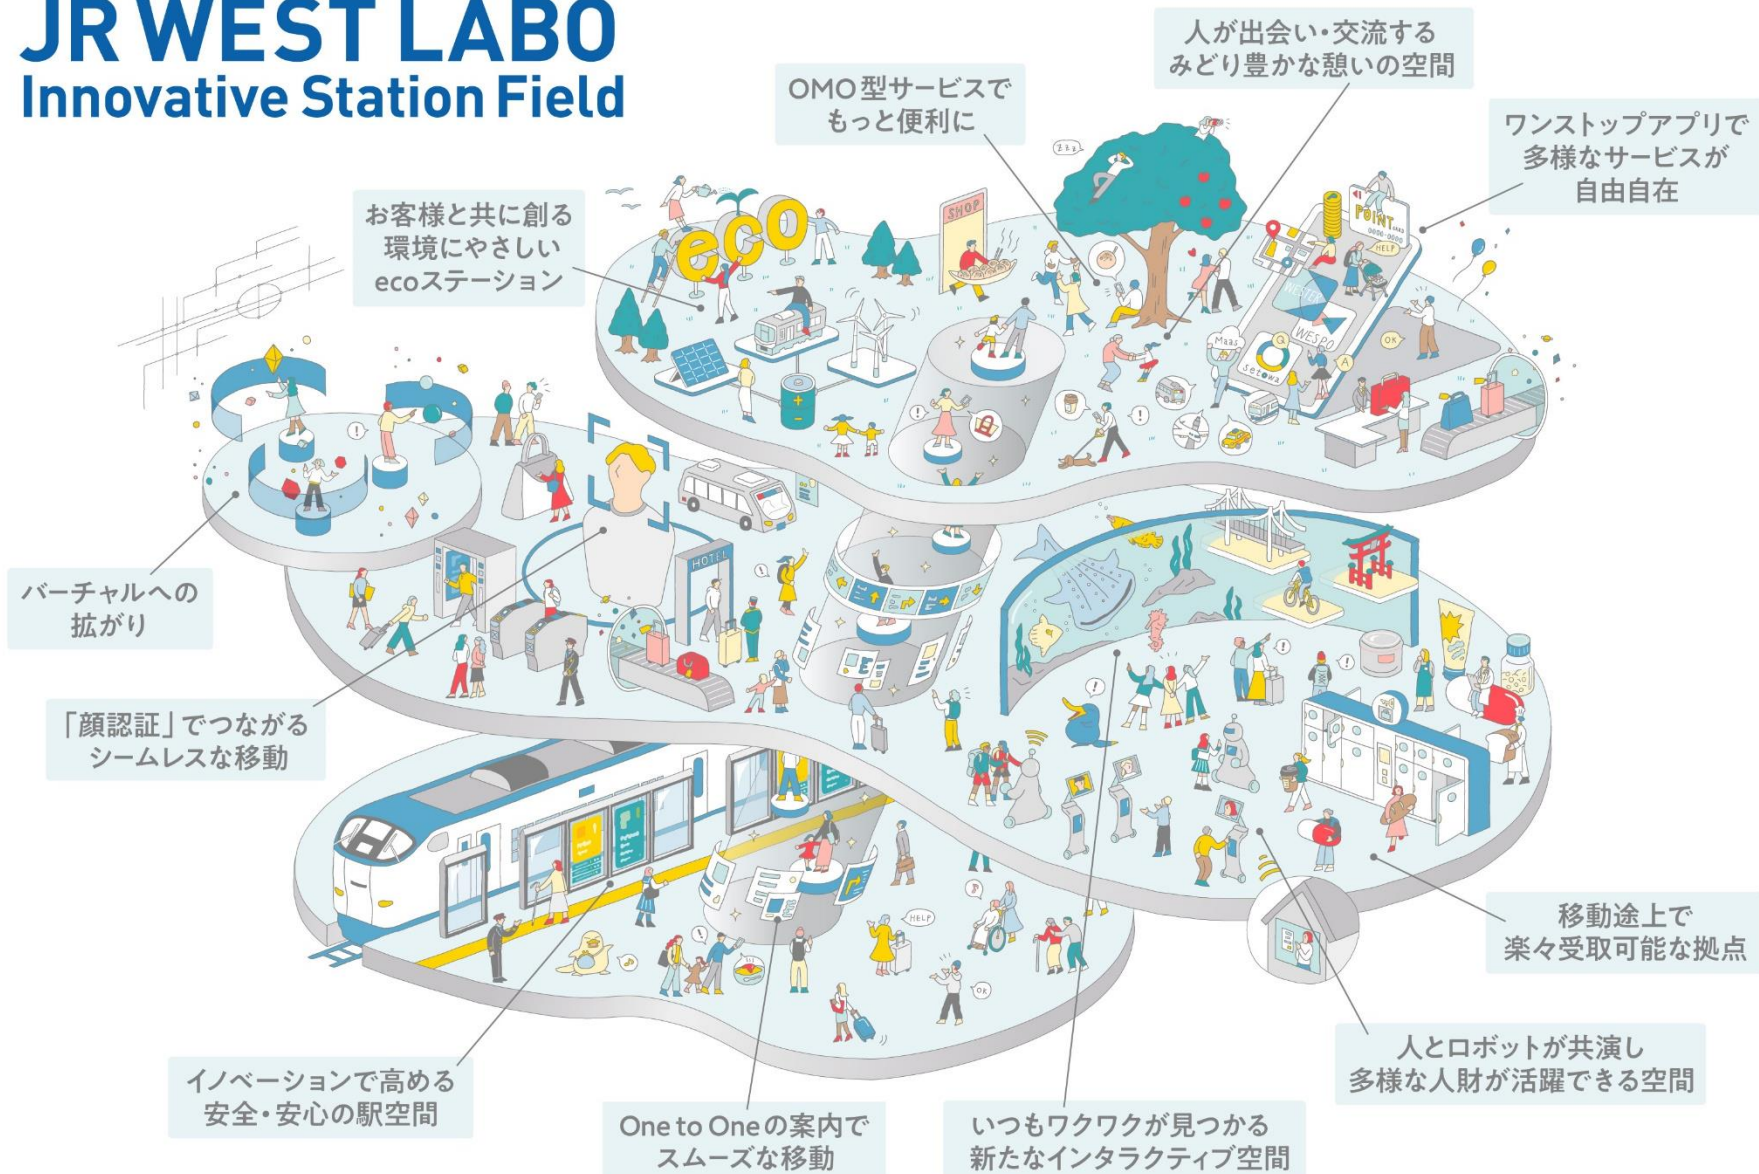 JR WEST LABO
Innovative Station Field
人が出会い・交流する
みどり豊かな憩いの空間
OMO型サービスで
もっと便利に
ワンストップアプリで
多様なサービスが
自由自在
お客様と共に創る
環境にやさしい
ecoステーション
eco
SHOP
zzz
POINT
CARD
0000-0000
HELP
WESTER
WESPO
Maas
Q
setowa
A
OK
!
!
!
!
HOTEL
!
!
!
!
バーチャルへの
拡がり
「顔認証」でつながる
シームレスな移動
HELP
!
OK
移動途上で
楽々受取可能な拠点
イノベーションで高める
安全・安心の駅空間
One to Oneの案内で
スムーズな移動
いつもワクワクが見つかる
新たなインタラクティブ空間
人とロボットが共演し
多様な人財が活躍できる空間